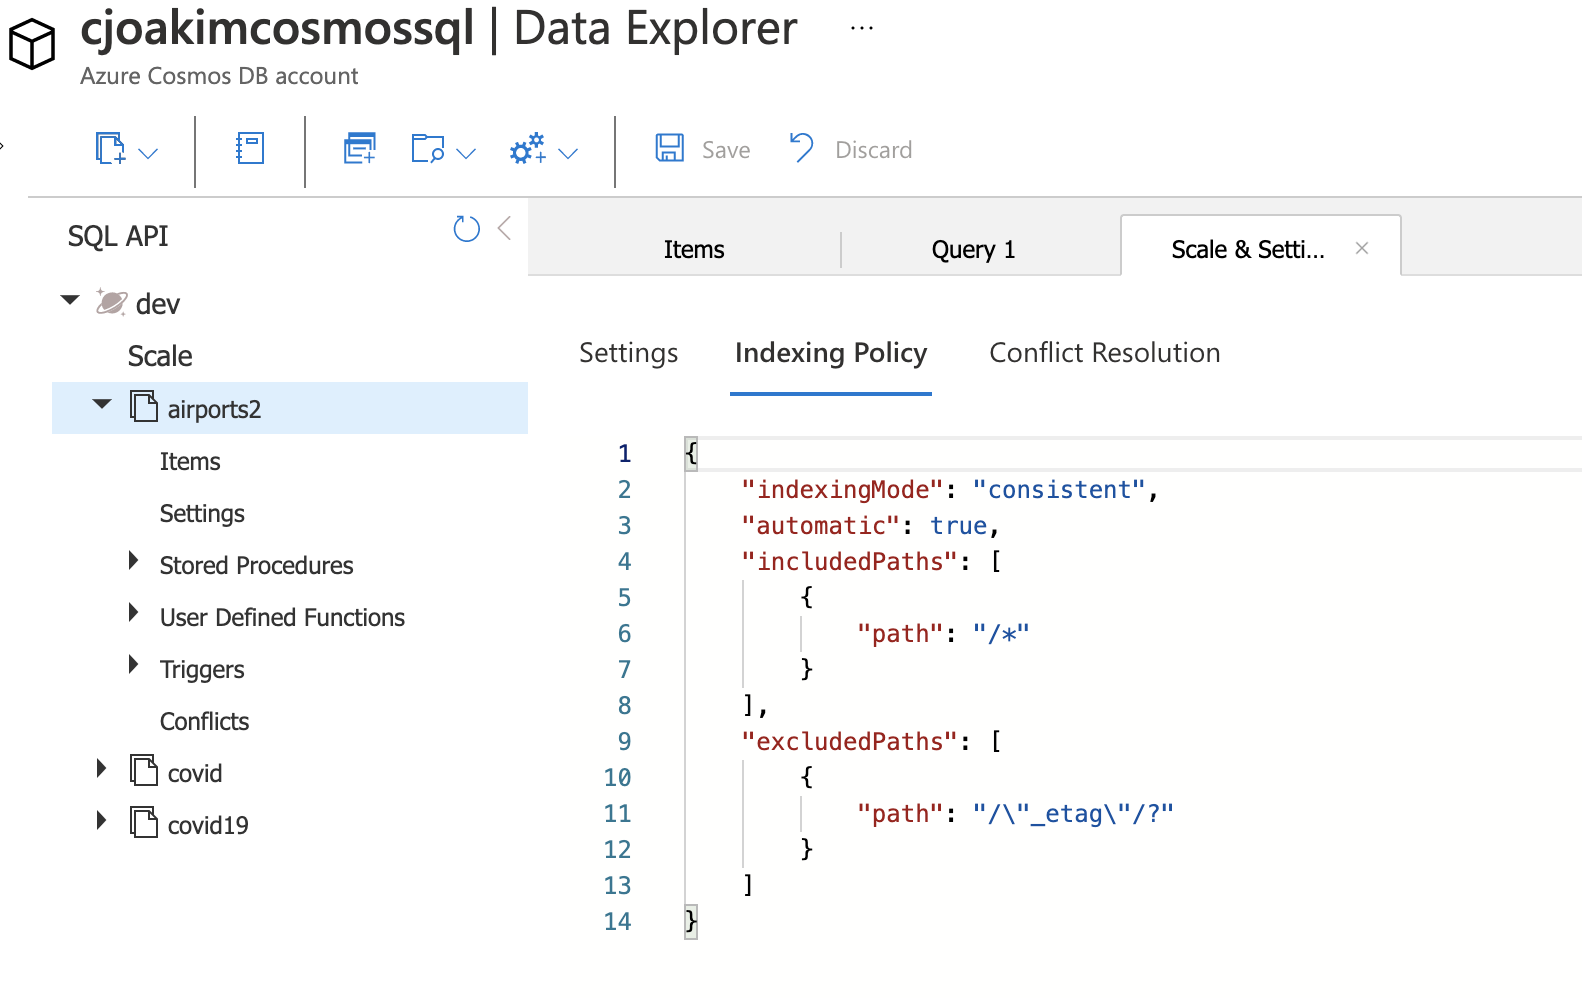 cjoakimcosmossql | Data Explorer ...
Azure Cosmos DB account
Save Discard
SQL API
dev
Scale
airports2
Items
Settings
Stored Procedures
User Defined Functions
Triggers
Conflicts
covid
covid19
Items Query 1 Scale & Setti...
Settings Indexing Policy Conflict Resolution
1 {
2 "indexingMode": "consistent",
3 "automatic": true,
4 "includedPaths": [
5 {
6 "path": "/*"
7 }
8 ],
9 "excludedPaths": [
10 {
11 "path": "/\"_etag\"/?"
12 }
13 ]
14 }